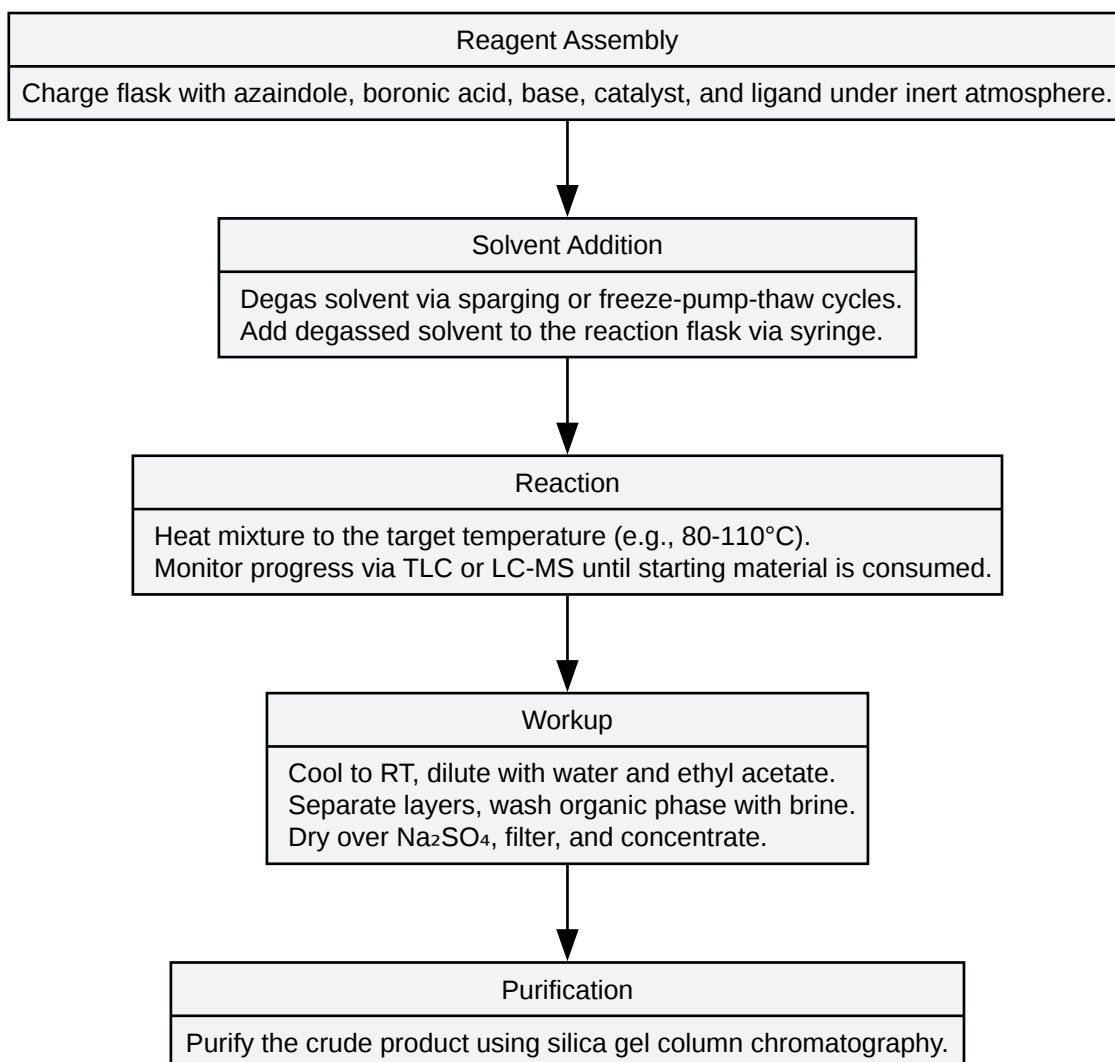 Reagent Assembly
Charge flask with azaindole, boronic acid, base, catalyst, and ligand under inert atmosphere.
Solvent Addition
Degas solvent via sparging or freeze-pump-thaw cycles.
Add degassed solvent to the reaction flask via syringe.
Reaction
Heat mixture to the target temperature (e.g., 80-110°C).
Monitor progress via TLC or LC-MS until starting material is consumed.
Workup
Cool to RT, dilute with water and ethyl acetate.
Separate layers, wash organic phase with brine.
Dry over Na₂SO₄, filter, and concentrate.
Purification
Purify the crude product using silica gel column chromatography.